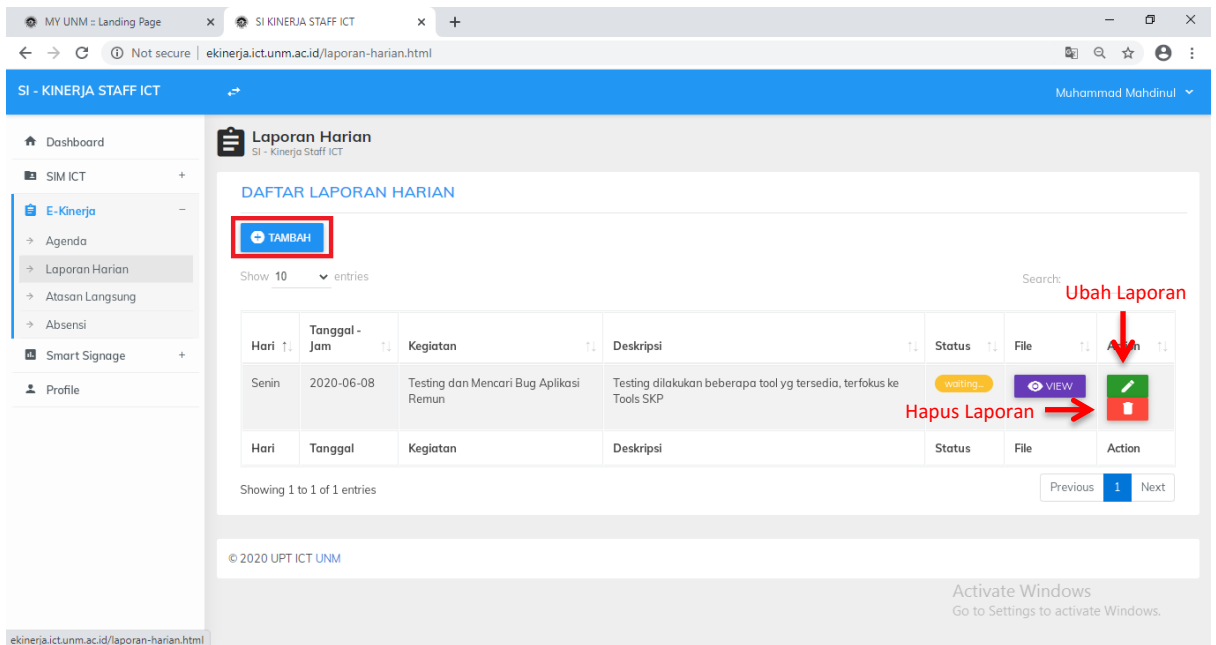 MY UNM :: Landing Page
SI KINERJA STAFF ICT
Not secure | ekinerja.ict.unm.ac.id/laporan-harian.html
SI - KINERJA STAFF ICT
Muhammad Mahdinul
Dashboard
SIM ICT +
E-Kinerja -
Agenda
Laporan Harian
Atasan Langsung
Absensi
Smart Signage +
Profile
Laporan Harian
SI - Kinerja Staff ICT
DAFTAR LAPORAN HARIAN
TAMBAH
Show 10 entries
Search:
Ubah Laporan
Hari Tanggal - Jam Kegiatan Deskripsi Status File Action
Senin 2020-06-08 Testing dan Mencari Bug Aplikasi Testing dilakukan beberapa tool yg tersedia, terfokus ke waiting... VIEW
Remun Tools SKP
Hapus Laporan
Hari Tanggal Kegiatan Deskripsi Status File Action
Showing 1 to 1 of 1 entries
Previous 1 Next
© 2020 UPT ICT UNM
Activate Windows
Go to Settings to activate Windows.
ekinerja.ict.unm.ac.id/laporan-harian.html